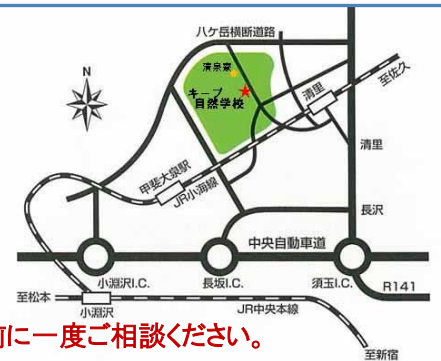 八ケ岳横断道路
清泉寮
N
キープ
自然学校
至佐久
清里
清里
甲斐大泉駅
JR小海線
長沢
中央自動車道
小淵沢I.C.
長坂I.C.
須玉I.C.
R141
至松本
小淵沢
JR中央本線
前に一度ご相談ください。
至新宿